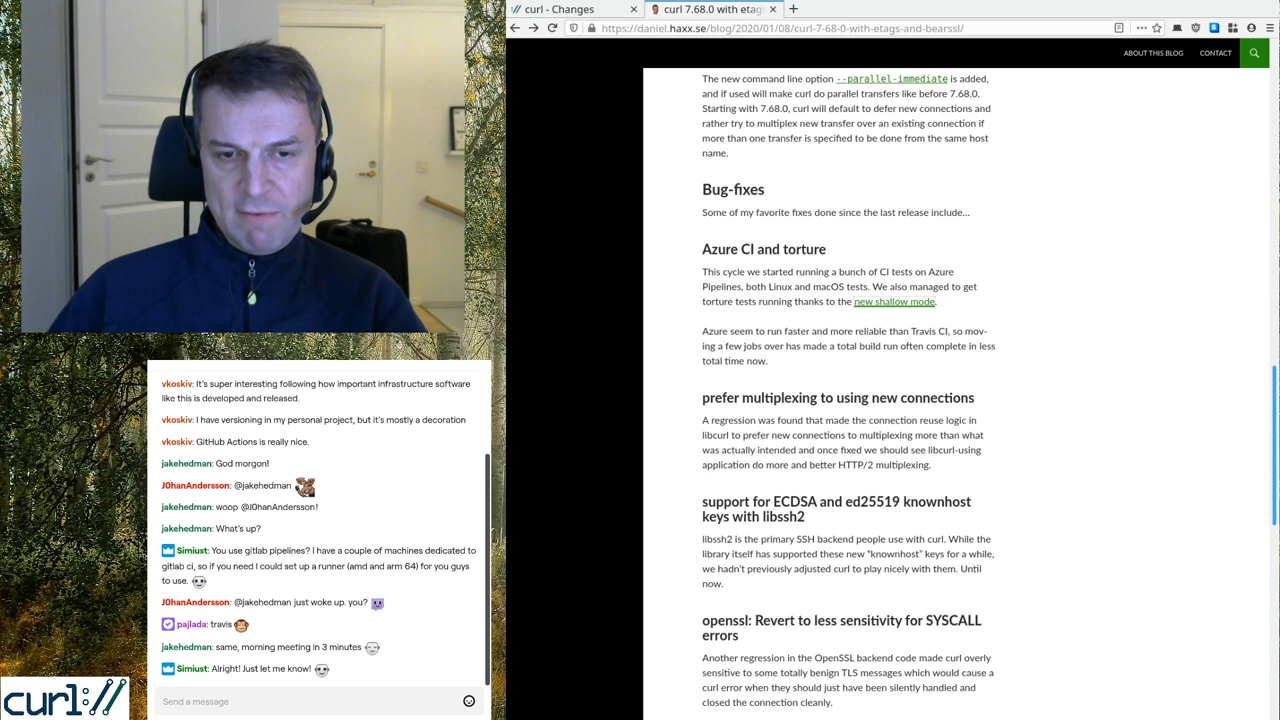 curl - Changes
curl 7.68.0 with etags
https://daniel.haxx.se/blog/2020/01/08/curl-7-68-0-with-etags-and-bearssl/
ABOUT THIS BLOG
CONTACT
The new command line option --parallel-immediate is added,
and if used will make curl do parallel transfers like before 7.68.0.
Starting with 7.68.0, curl will default to defer new connections and
rather try to multiplex new transfer over an existing connection if
more than one transfer is specified to be done from the same host
name.
Bug-fixes
Some of my favorite fixes done since the last release include…
Azure CI and torture
This cycle we started running a bunch of CI tests on Azure
Pipelines, both Linux and macOS tests. We also managed to get
torture tests running thanks to the new shallow mode.
Azure seem to run faster and more reliable than Travis CI, so mov-
ing a few jobs over has made a total build run often complete in less
total time now.
prefer multiplexing to using new connections
A regression was found that made the connection reuse logic in
libcurl to prefer new connections to multiplexing more than what
was actually intended and once fixed we should see libcurl-using
application do more and better HTTP/2 multiplexing.
support for ECDSA and ed25519 knownhost
keys with libssh2
libssh2 is the primary SSH backend people use with curl. While the
library itself has supported these new "knownhost" keys for a while,
we hadn't previously adjusted curl to play nicely with them. Until
now.
openssl: Revert to less sensitivity for SYSCALL
errors
Another regression in the OpenSSL backend code made curl overly
sensitive to some totally benign TLS messages which would cause a
curl error when they should just have been silently handled and
closed the connection cleanly.
vkoskiv: It's super interesting following how important infrastructure software
like this is developed and released.
vkoskiv: I have versioning in my personal project, but it's mostly a decoration
vkoskiv: GitHub Actions is really nice.
jakehedman: God morgon!
J0hanAndersson: @jakehedman
jakehedman: woop @J0hanAndersson!
jakehedman: What's up?
Simiust: You use gitlab pipelines? I have a couple of machines dedicated to
gitlab ci, so if you need I could set up a runner (amd and arm 64) for you guys
to use.
J0hanAndersson: @jakehedman just woke up. you?
pajlada: travis
jakehedman: same, morning meeting in 3 minutes
Simiust: Alright! Just let me know!
Send a message
curl://